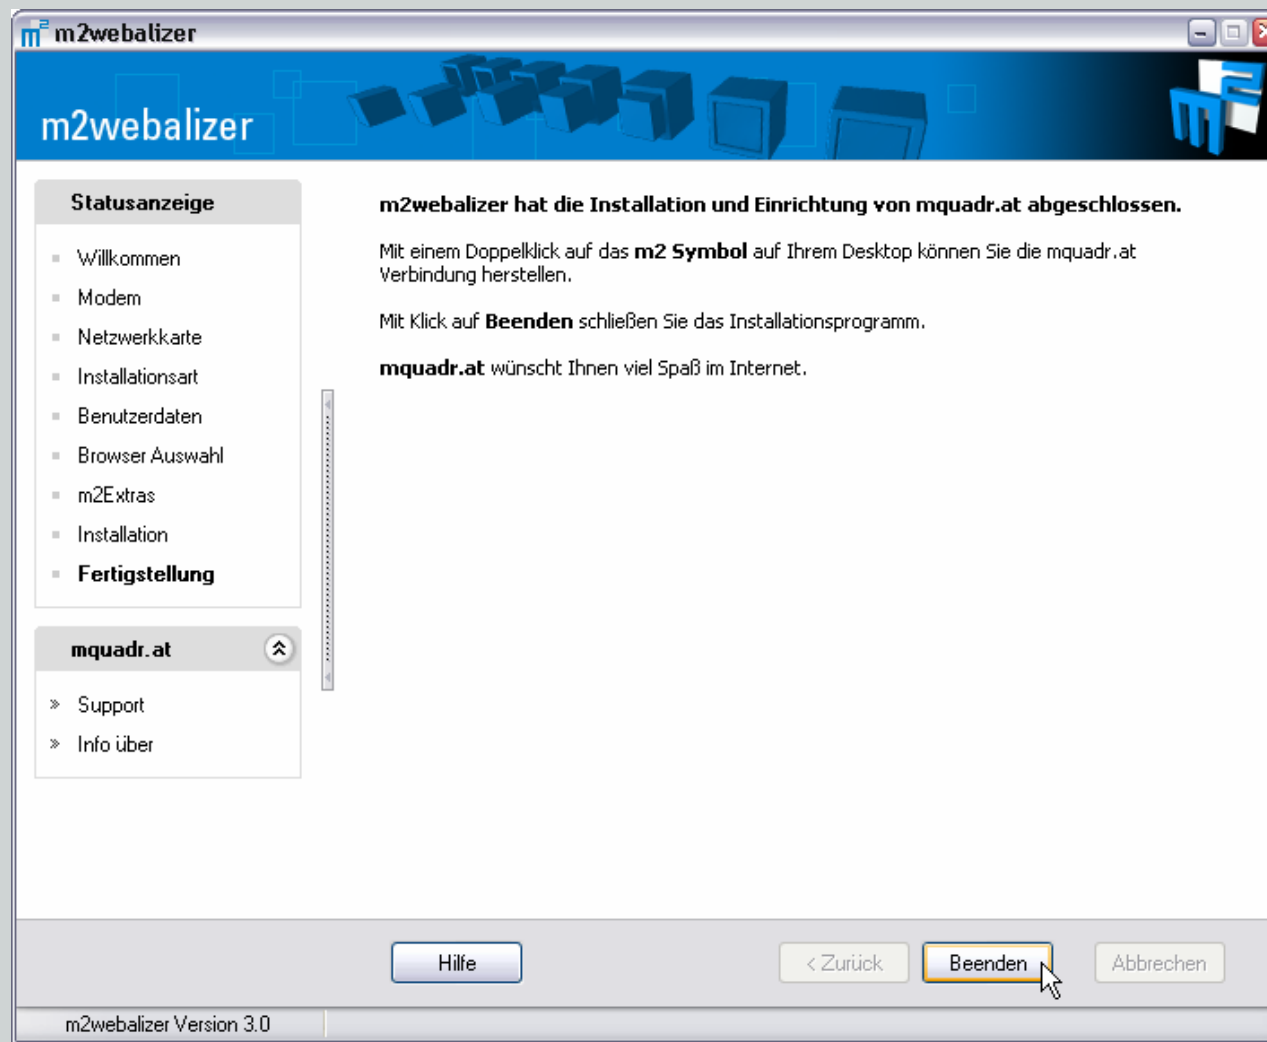 m² m2webalizer
m2webalizer
m²
Statusanzeige
Willkommen
Modem
Netzwerkkarte
Installationsart
Benutzerdaten
Browser Auswahl
m2Extras
Installation
Fertigstellung
mquadr.at
» Support
» Info über
m2webalizer hat die Installation und Einrichtung von mquadr.at abgeschlossen.
Mit einem Doppelklick auf das m2 Symbol auf Ihrem Desktop können Sie die mquadr.at
Verbindung herstellen.
Mit Klick auf Beenden schließen Sie das Installationsprogramm.
mquadr.at wünscht Ihnen viel Spaß im Internet.
Hilfe
< Zurück
Beenden
Abbrechen
m2webalizer Version 3.0